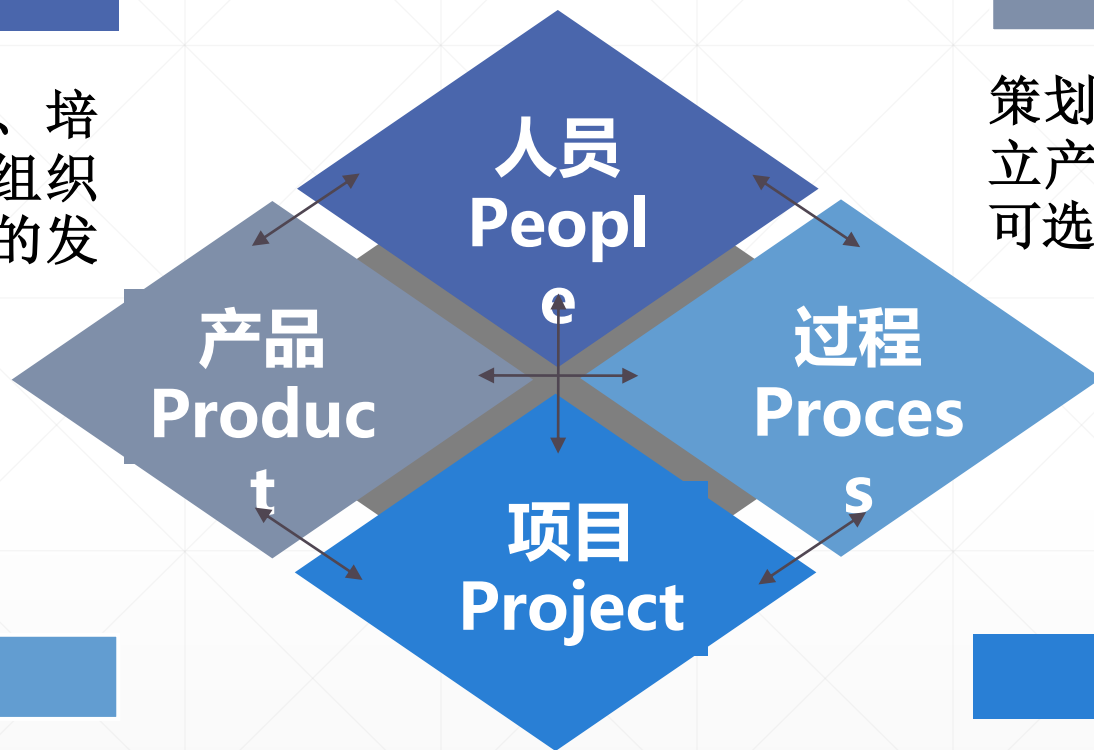 、培
组织
的发
人员
Peopl
e
策划
立产
可选
产品
Produc
t
过程
Proces
s
项目
Project